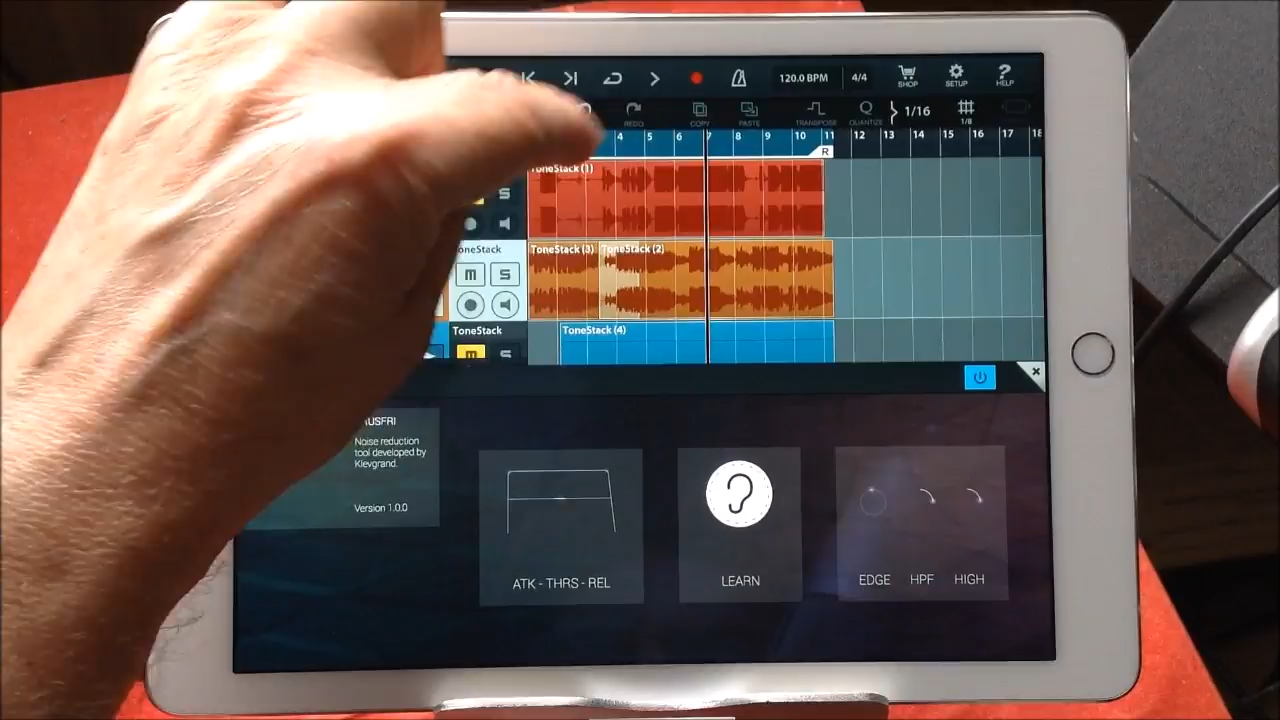 120.0 BPM 4/4 SHOP SETUP ? HELP
REDO COPY PASTE TRANSPOSE Q QUANTIZE 1/16 1/8
4 5 6 7 8 9 10 11 12 13 14 15 16 17 18
R
ToneStack (1)
S
ToneStack (3) ToneStack (2)
M S
ToneStack ToneStack (4)
M S
Noise reduction
tool developed by
Klevgrand.
Version 1.0.0
ATK - THRS - REL
LEARN
EDGE HPF HIGH